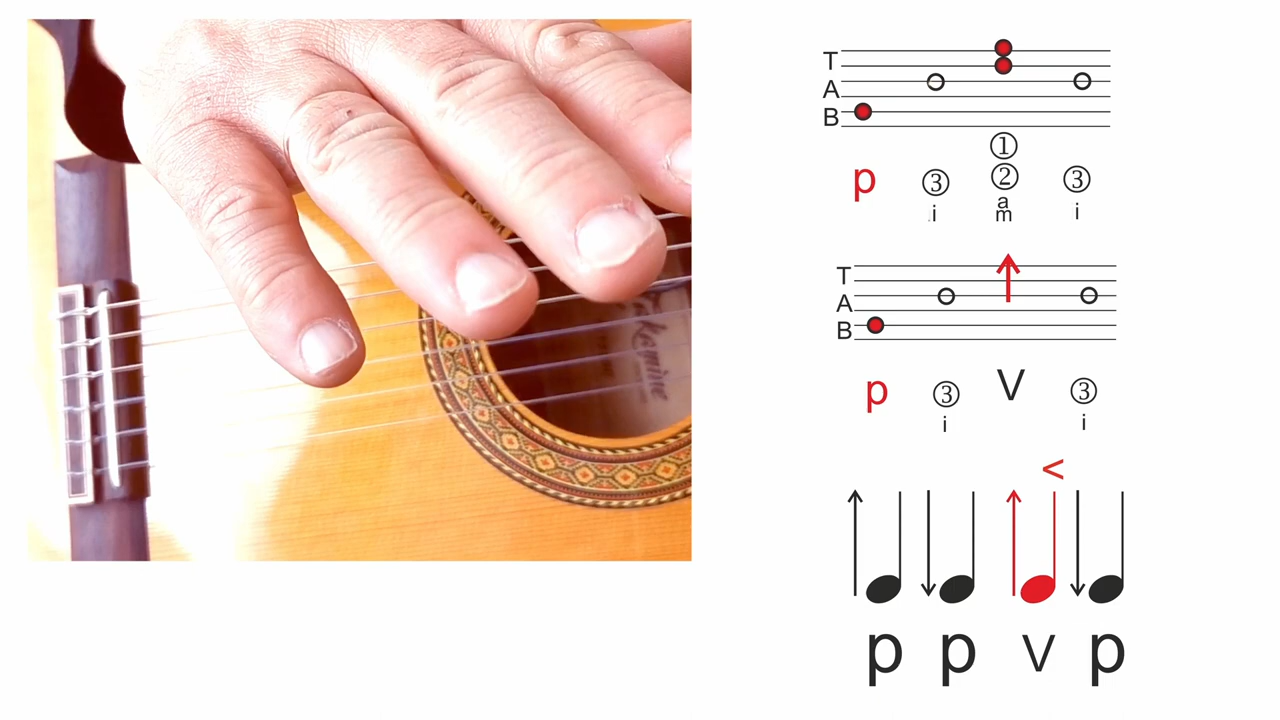 T
A
B
①
p ③ ② ③
i a i
m
T
A
B
p ③ V ③
i i
<
p p V p